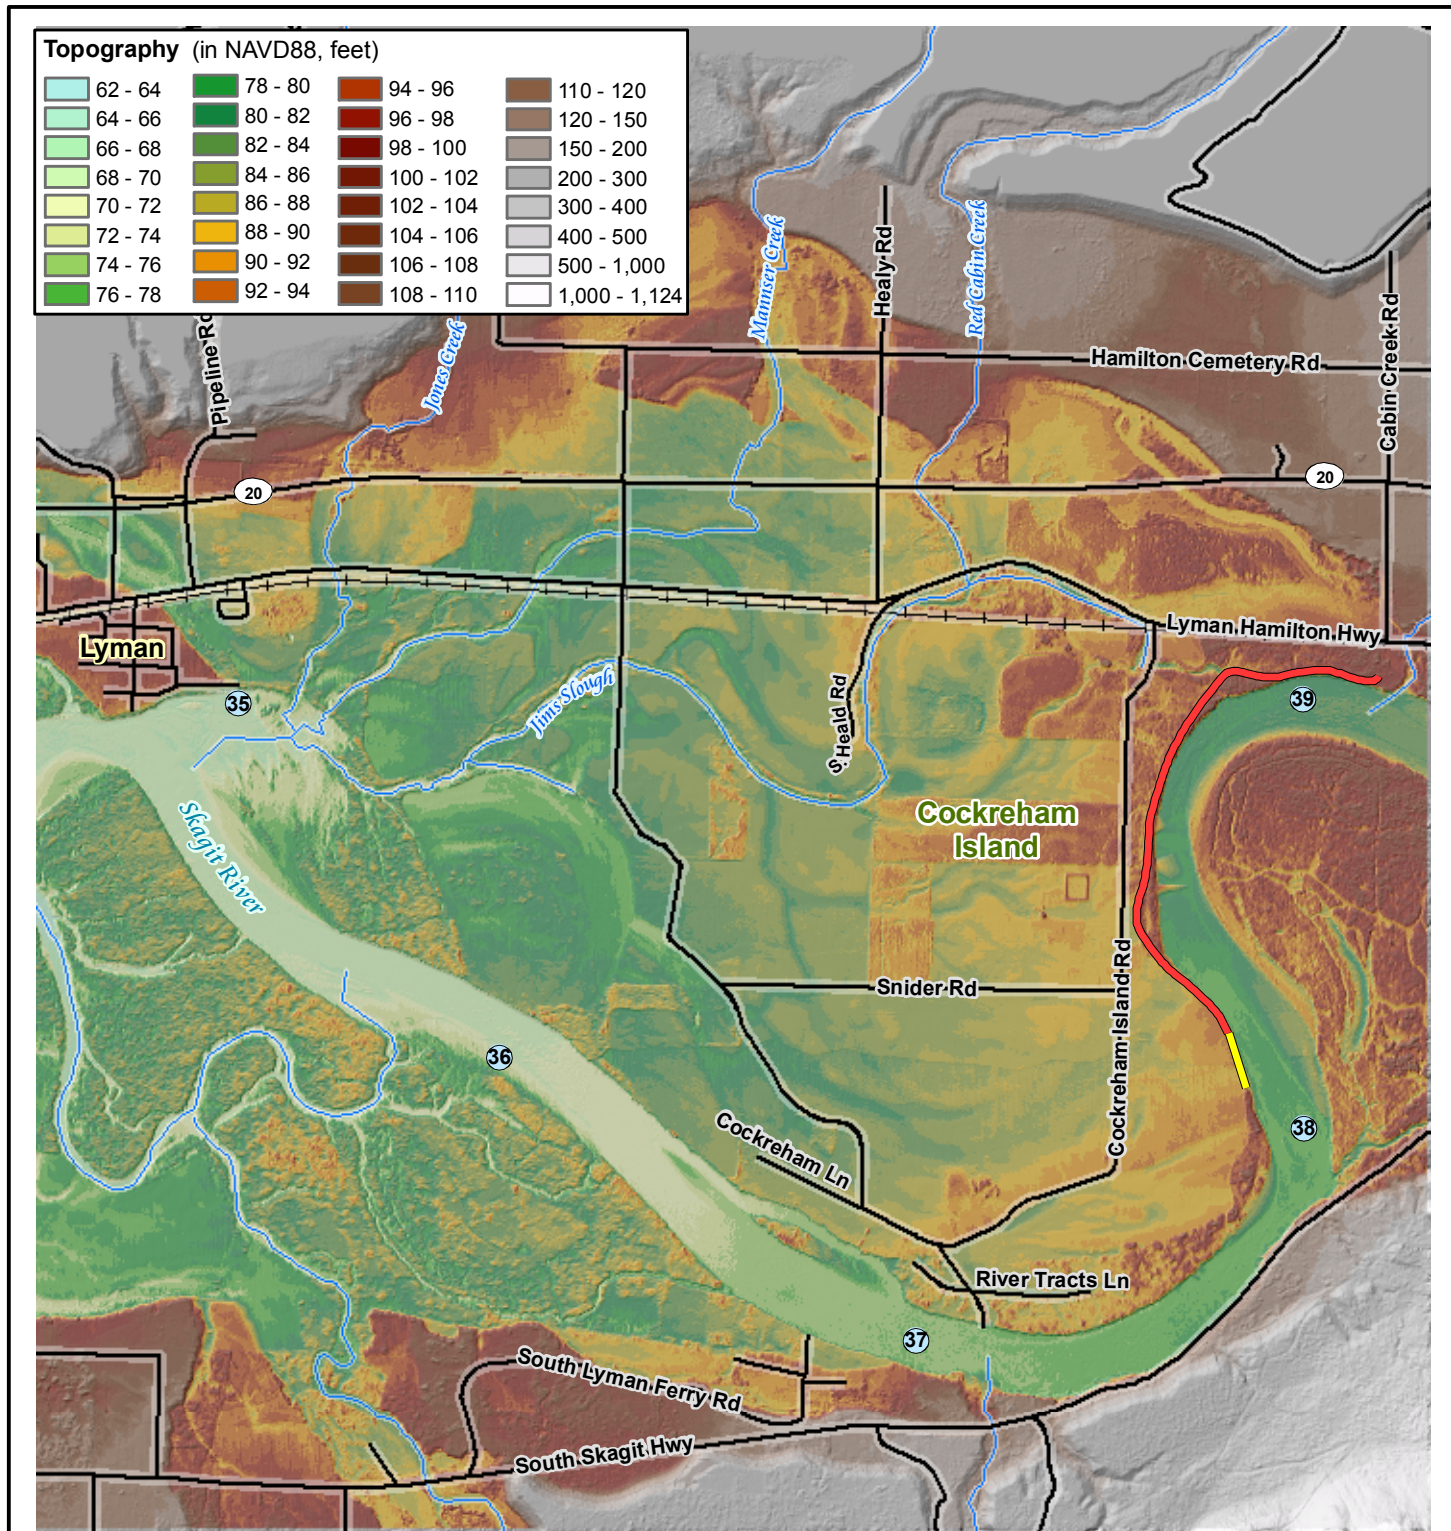 Topography (in NAVD88, feet)
62 - 64
64 - 66
66 - 68
68 - 70
70 - 72
72 - 74
74 - 76
76 - 78
78 - 80
80 - 82
82 - 84
84 - 86
86 - 88
88 - 90
90 - 92
92 - 94
94 - 96
96 - 98
98 - 100
100 - 102
102 - 104
104 - 106
106 - 108
108 - 110
110 - 120
120 - 150
150 - 200
200 - 300
300 - 400
400 - 500
500 - 1,000
1,000 - 1,124
Pipeline Rd
Jones Creek
Mannser Creek
Healy Rd
Red Cabin Creek
Hamilton Cemetery Rd
Cabin Creek Rd
20
20
Lyman Hamilton Hwy
Lyman
35
Jims Slough
S. Heald Rd
39
Skagit River
Cockreham
Island
Snider Rd
Cockreham Island Rd
36
38
Cockreham Ln
River Tracts Ln
37
South Lyman Ferry Rd
South Skagit Hwy